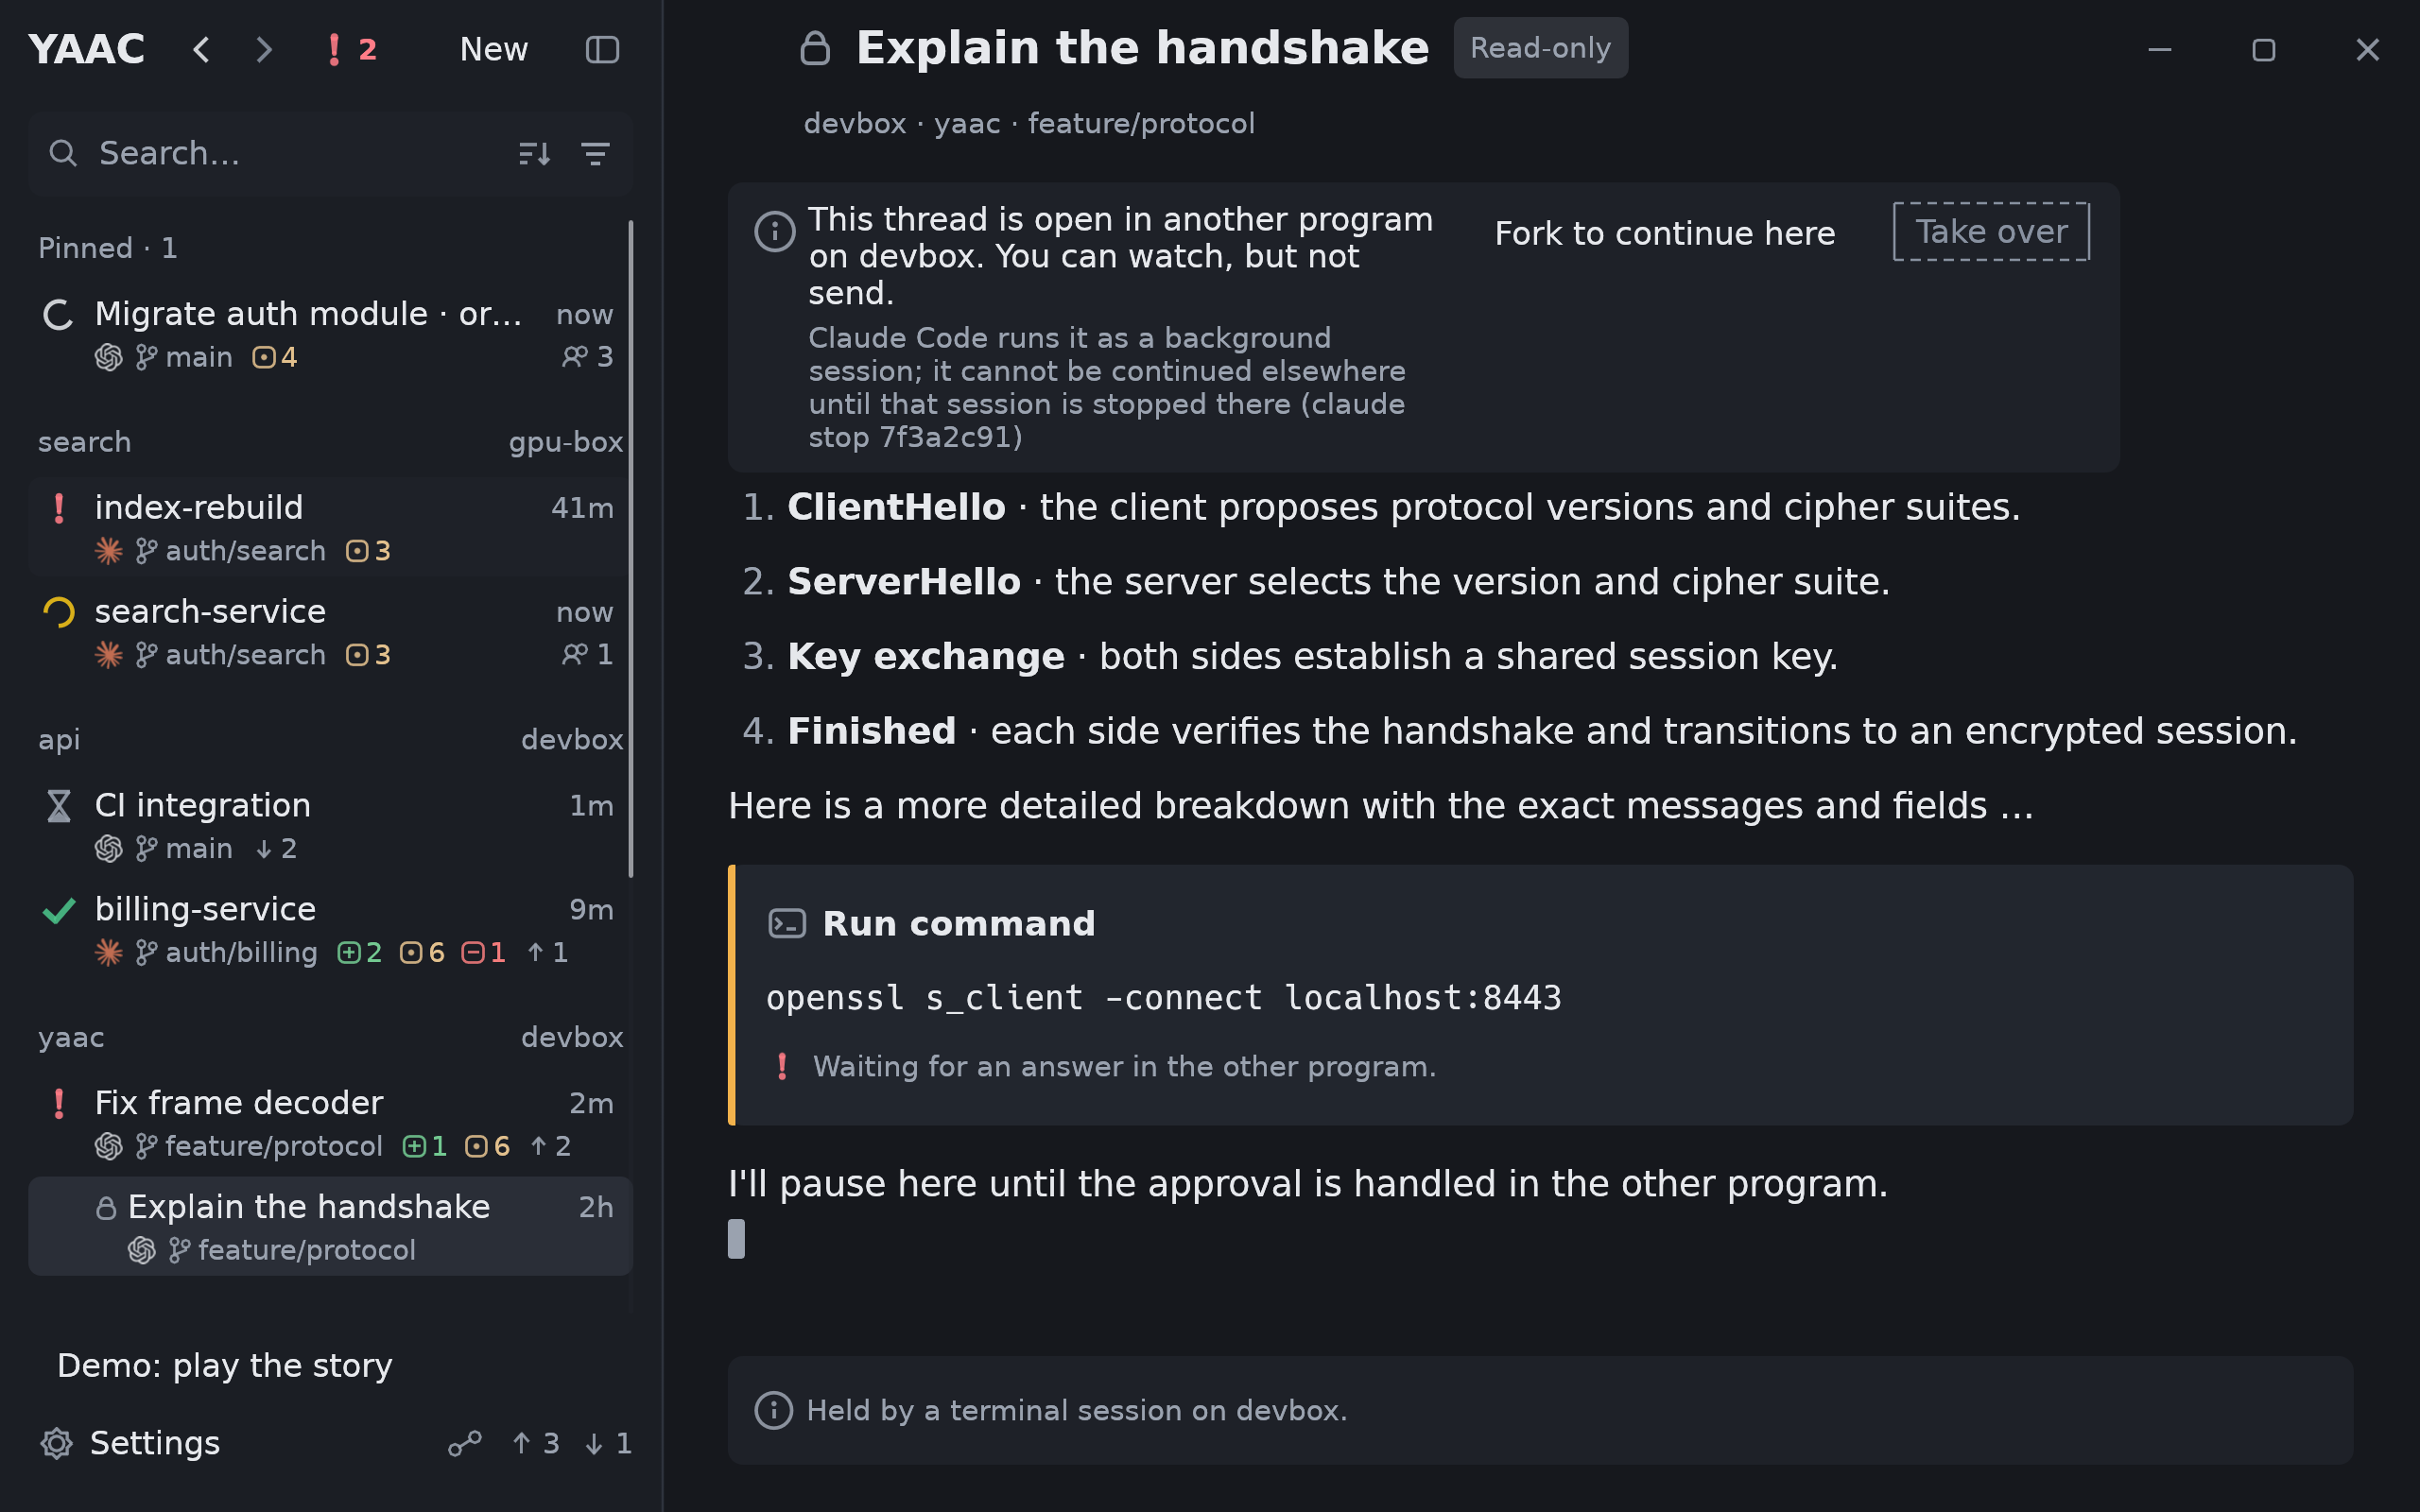 YAAC 2 New
Search...
Pinned · 1
Migrate auth module · or... now
main 4 3
search gpu-box
index-rebuild 41m
auth/search 3
search-service now
auth/search 3 1
api devbox
CI integration 1m
main ↓ 2
billing-service 9m
auth/billing 2 6 1 ↑ 1
yaac devbox
Fix frame decoder 2m
feature/protocol 1 6 ↑ 2
Explain the handshake 2h
feature/protocol
Demo: play the story
Settings ↑ 3 ↓ 1
Explain the handshake Read-only
devbox · yaac · feature/protocol
This thread is open in another program
on devbox. You can watch, but not
send.
Claude Code runs it as a background
session; it cannot be continued elsewhere
until that session is stopped there (claude
stop 7f3a2c91)
Fork to continue here
Take over
1. ClientHello · the client proposes protocol versions and cipher suites.
2. ServerHello · the server selects the version and cipher suite.
3. Key exchange · both sides establish a shared session key.
4. Finished · each side verifies the handshake and transitions to an encrypted session.
Here is a more detailed breakdown with the exact messages and fields …
Run command
openssl s_client -connect localhost:8443
Waiting for an answer in the other program.
I'll pause here until the approval is handled in the other program.
Held by a terminal session on devbox.